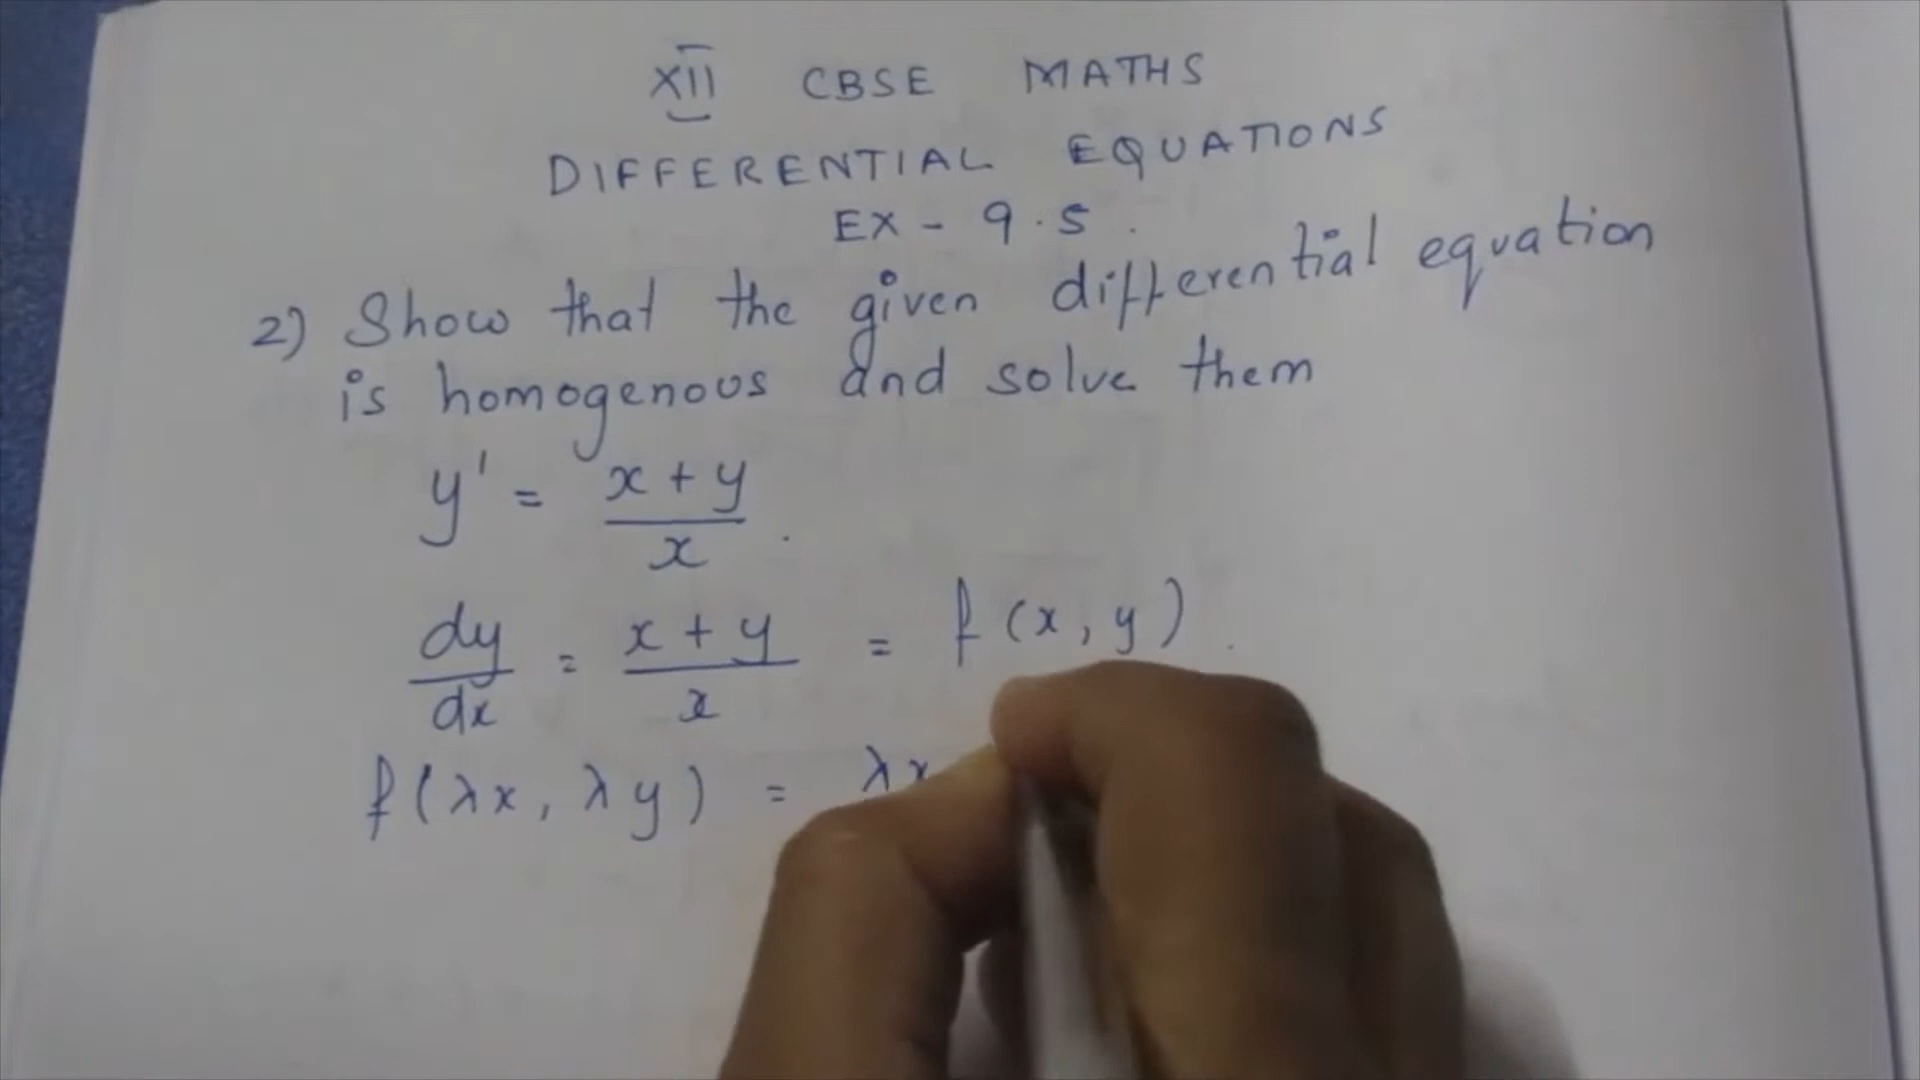 XII CBSE MATHS
DIFFERENTIAL EQUATIONS
EX - 9.5.
2) Show that the given differential equation
is homogenous and solve them
y' = x + y / x .
dy/dx = x + y / x = f(x, y).
f(λx, λy) = λx